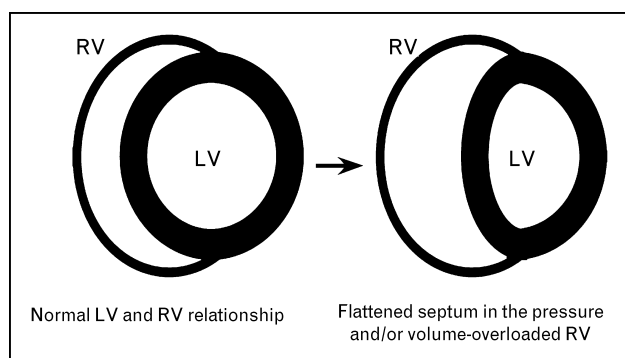 RV
RV
LV
LV
Normal LV and RV relationship
Flattened septum in the pressure
and/or volume-overloaded RV